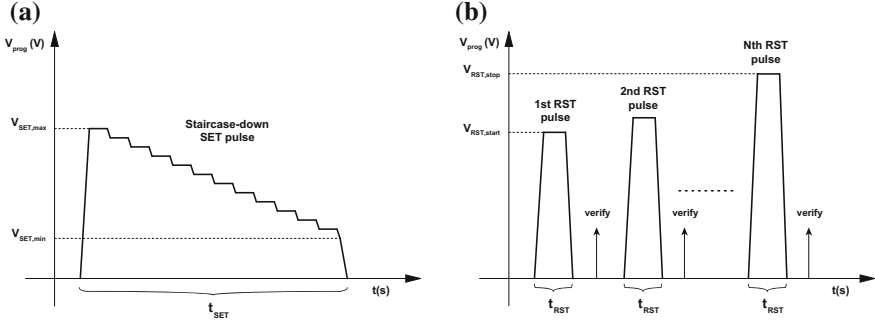 (a)
V_prog (V)
V_SET,max
Staircase-down
SET pulse
V_SET,min
t(s)
t_SET
(b)
V_prog (V)
Nth RST
pulse
V_RST,stop
2nd RST
pulse
1st RST
pulse
V_RST,start
verify
verify
verify
t(s)
t_RST
t_RST
t_RST